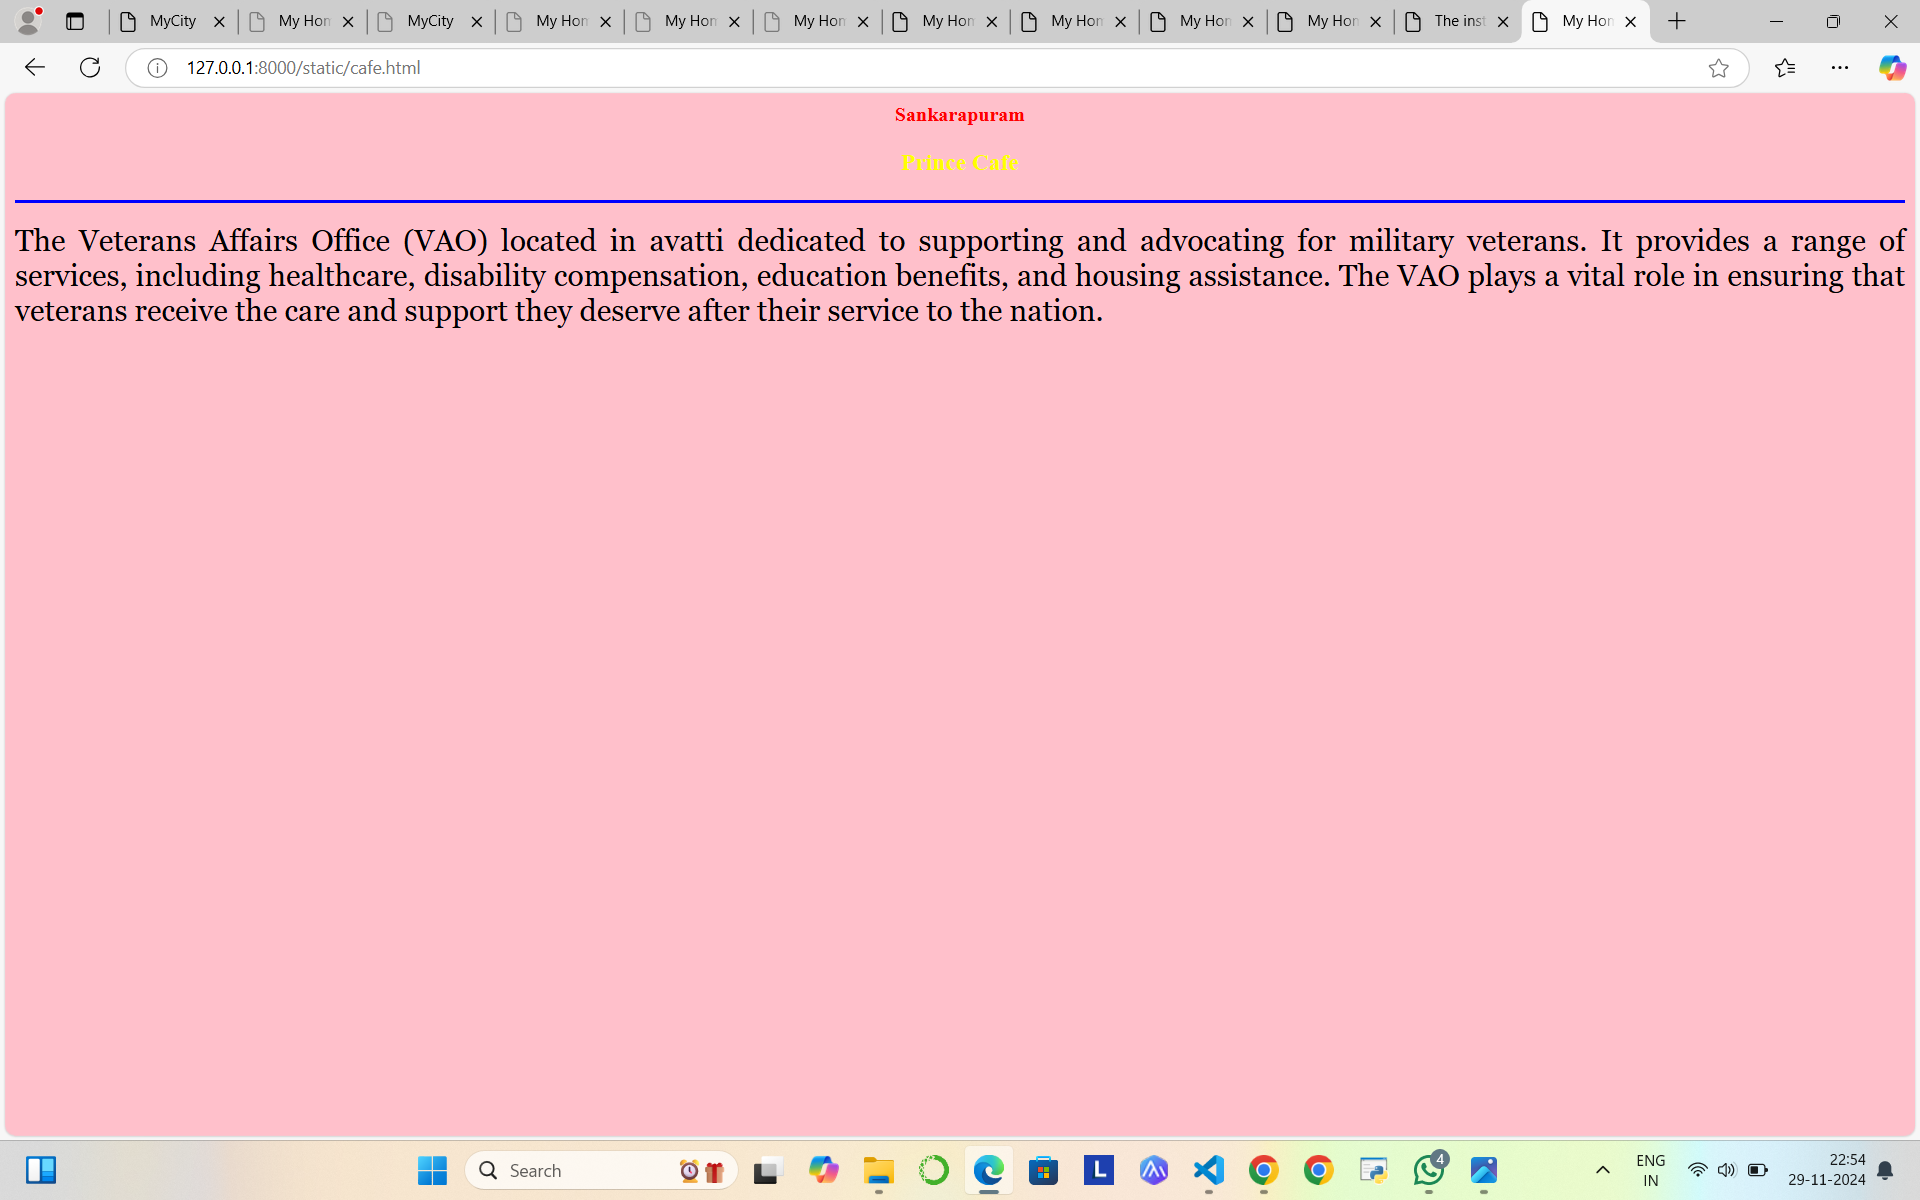 MyCity My Hon MyCity My Hon My Hon My Hon My Hon My Hon My Hon My Hon The inst My Hon
127.0.0.1:8000/static/cafe.html
Sankarapuram
Prince Cafe
The Veterans Affairs Office (VAO) located in avatti dedicated to supporting and advocating for military veterans. It provides a range of
services, including healthcare, disability compensation, education benefits, and housing assistance. The VAO plays a vital role in ensuring that
veterans receive the care and support they deserve after their service to the nation.
Search
L
4
ENG
IN
22:54
29-11-2024